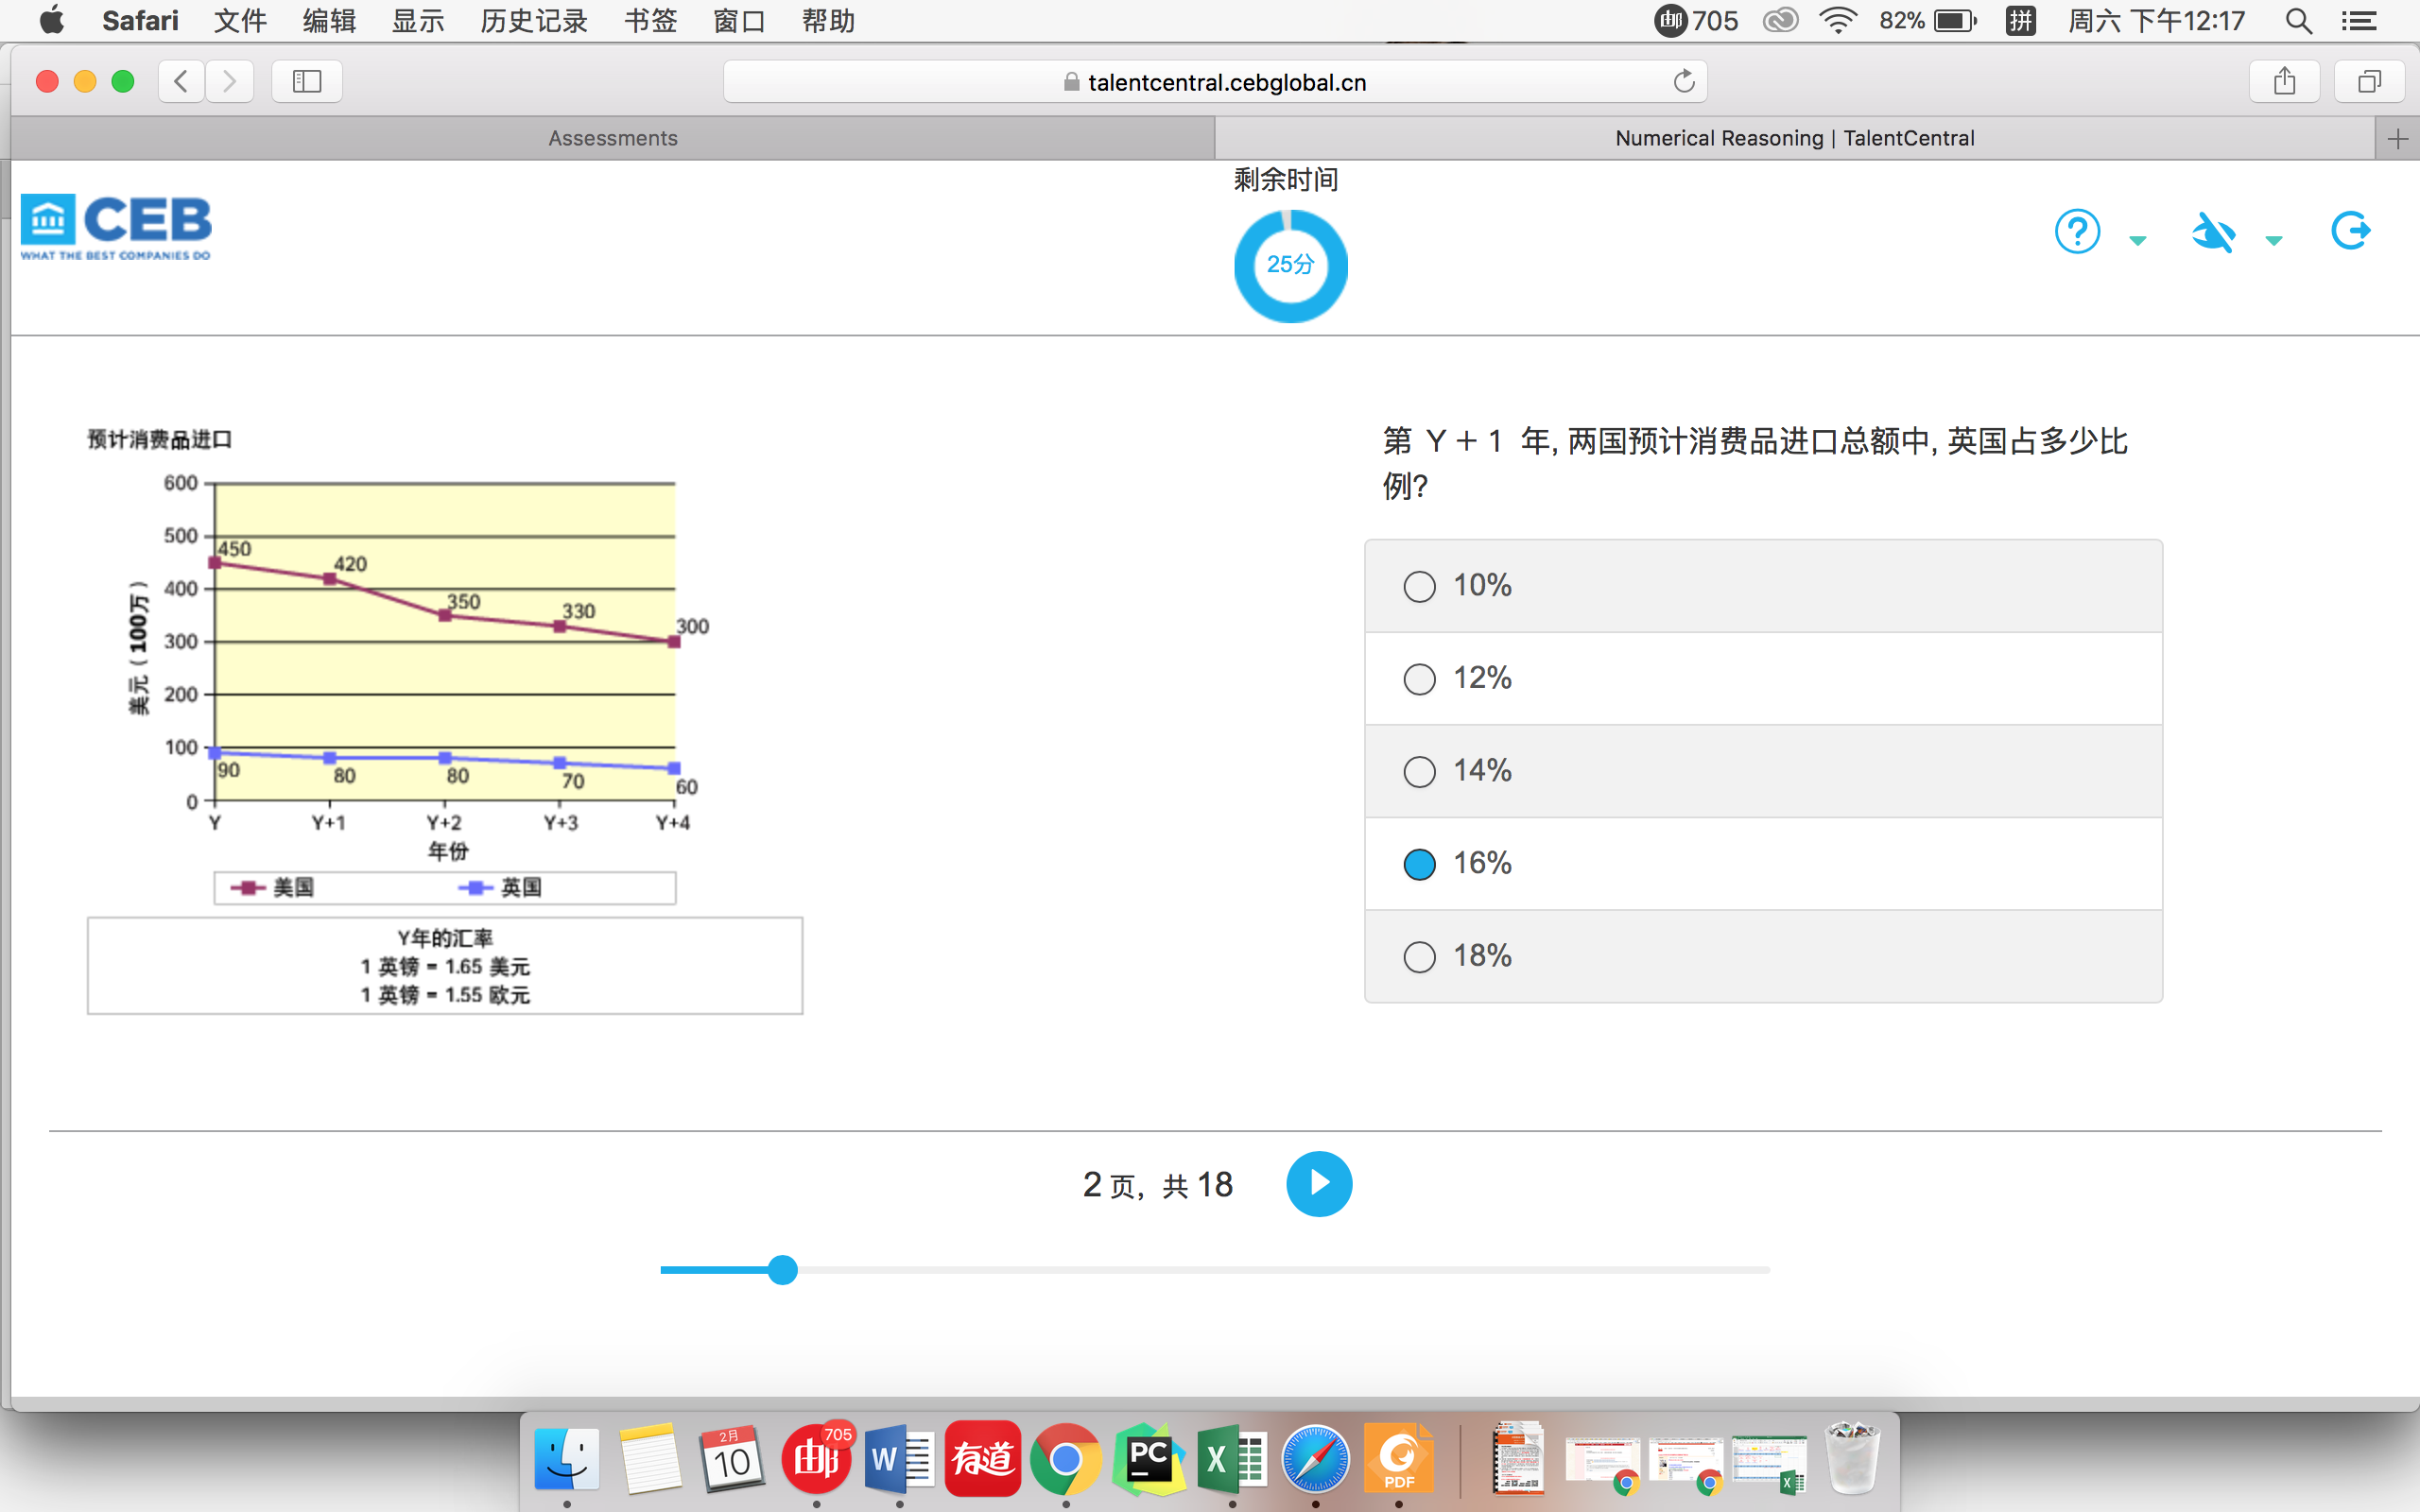 Safari 文件 编辑 显示 历史记录 书签 窗口 帮助 邮 705 82% 拼 周六 下午12:17
talentcentral.cebglobal.cn
Assessments
Numerical Reasoning | TalentCentral
CEB
WHAT THE BEST COMPANIES DO
剩余时间
25分
?
预计消费品进口
美元 ( 100万 )
600
500
400
300
200
100
0
450
420
350
330
300
90
80
80
70
60
Y Y+1 Y+2 Y+3 Y+4
年份
美国 英国
Y年的汇率
1 英镑 = 1.65 美元
1 英镑 = 1.55 欧元
第 Y + 1 年, 两国预计消费品进口总额中, 英国占多少比
例?
10%
12%
14%
16%
18%
2 页, 共 18
2月
10
邮
705
W
有道
PC
X
PDF
X